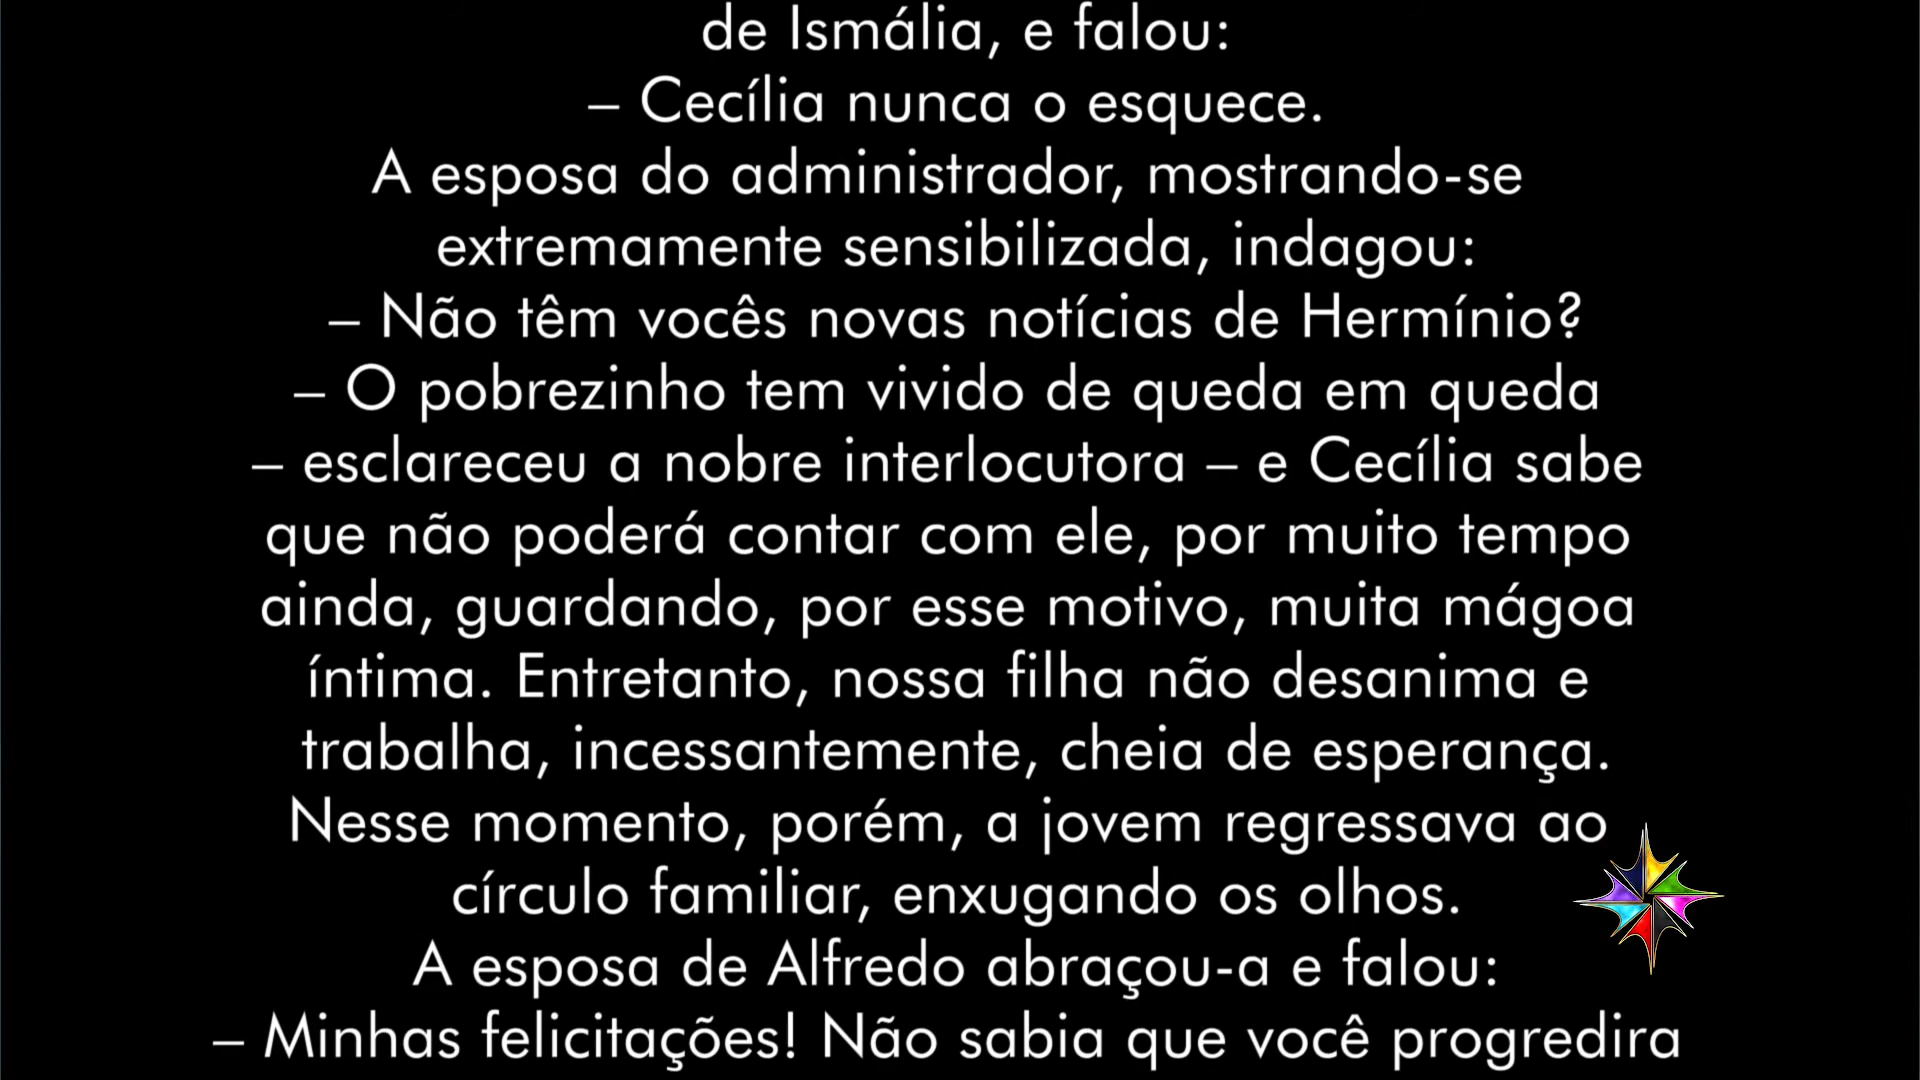 de Ismália, e falou:
– Cecília nunca o esquece.
A esposa do administrador, mostrando-se
extremamente sensibilizada, indagou:
– Não têm vocês novas notícias de Hermínio?
– O pobrezinho tem vivido de queda em queda
– esclareceu a nobre interlocutora – e Cecília sabe
que não poderá contar com ele, por muito tempo
ainda, guardando, por esse motivo, muita mágoa
íntima. Entretanto, nossa filha não desanima e
trabalha, incessantemente, cheia de esperança.
Nesse momento, porém, a jovem regressava ao
círculo familiar, enxugando os olhos.
A esposa de Alfredo abraçou-a e falou:
– Minhas felicitações! Não sabia que você progredira